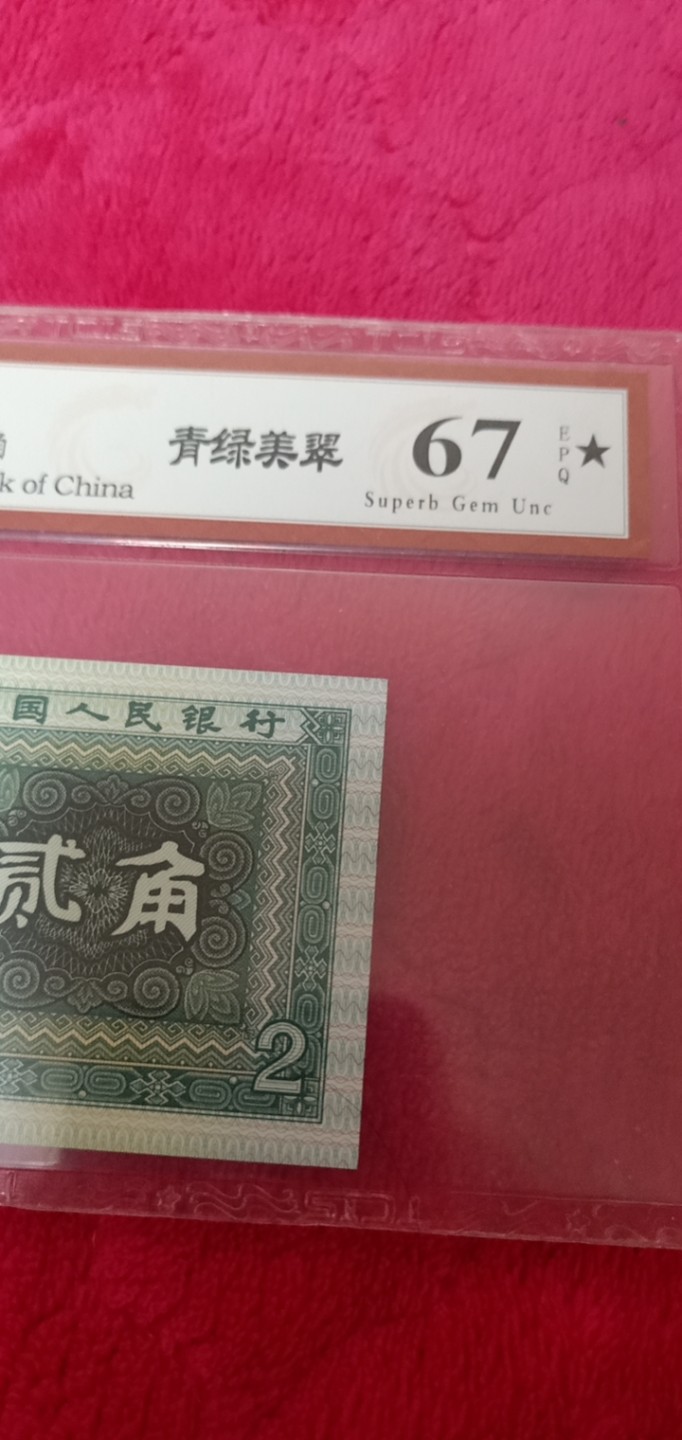 青绿美翠
k of China
67
EPQ
★
Superb Gem Unc
国人民银行
贰角
2